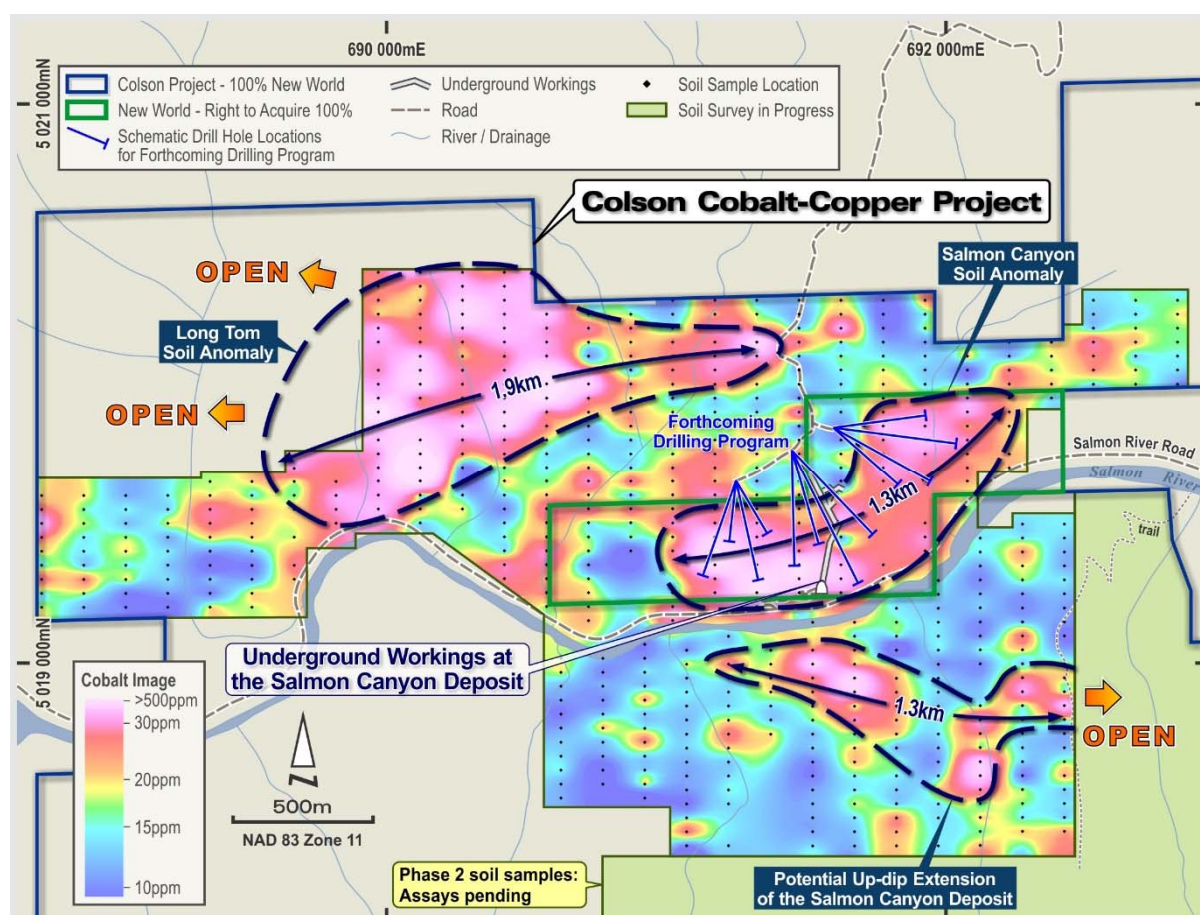 690 000mE
692 000mE
5 021 000mN
5 019 000mN
Colson Project - 100% New World
New World - Right to Acquire 100%
Schematic Drill Hole Locations
for Forthcoming Drilling Program
Underground Workings
Road
River / Drainage
Soil Sample Location
Soil Survey in Progress
Colson Cobalt-Copper Project
Salmon Canyon
Soil Anomaly
OPEN
Long Tom
Soil Anomaly
OPEN
1,9km
Forthcoming
Drilling Program
1.3km
Salmon River Road
Salmon River
trail
Underground Workings at
the Salmon Canyon Deposit
1.3km
OPEN
Cobalt Image
>500ppm
30ppm
20ppm
15ppm
10ppm
N
500m
NAD 83 Zone 11
Phase 2 soil samples:
Assays pending
Potential Up-dip Extension
of the Salmon Canyon Deposit